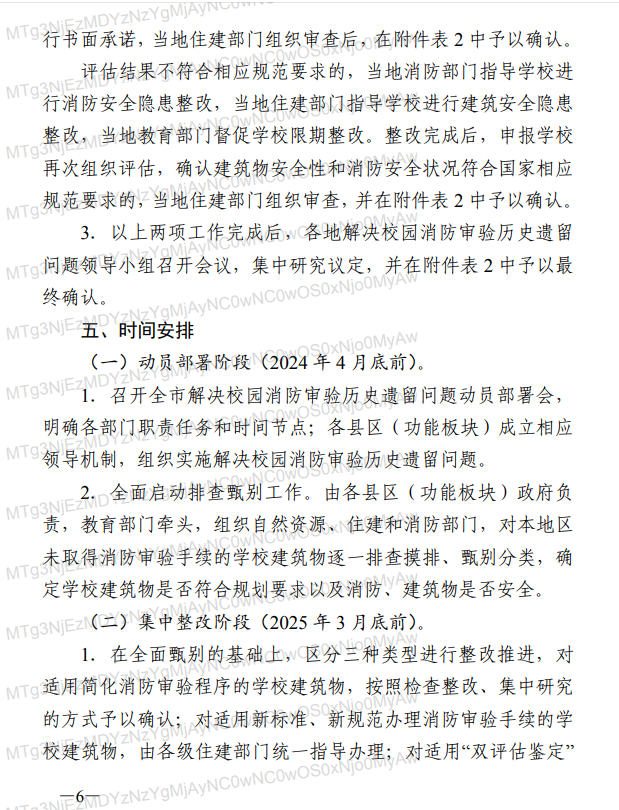 行书面承诺，当地住建部门组织审查后，在附件表 2 中予以确认。
评估结果不符合相应规范要求的，当地消防部门指导学校进
行消防安全隐患整改，当地住建部门指导学校进行建筑安全隐患
整改，当地教育部门督促学校限期整改。整改完成后，申报学校
再次组织评估，确认建筑物安全性和消防安全状况符合国家相应
规范要求的，当地住建部门组织审查，并在附件表 2 中予以确认。
3．以上两项工作完成后，各地解决校园消防审验历史遗留
问题领导小组召开会议，集中研究议定，并在附件表 2 中予以最
终确认。
五、时间安排
（一）动员部署阶段（2024 年 4 月底前）。
1．召开全市解决校园消防审验历史遗留问题动员部署会，
明确各部门职责任务和时间节点；各县区（功能板块）成立相应
领导机制，组织实施解决校园消防审验历史遗留问题。
2．全面启动排查甄别工作。由各县区（功能板块）政府负
责，教育部门牵头，组织自然资源、住建和消防部门，对本地区
未取得消防审验手续的学校建筑物逐一排查摸排、甄别分类，确
定学校建筑物是否符合规划要求以及消防、建筑物是否安全。
（二）集中整改阶段（2025 年 3 月底前）。
1．在全面甄别的基础上，区分三种类型进行整改推进，对
适用简化消防审验程序的学校建筑物，按照检查整改、集中研究
的方式予以确认；对适用新标准、新规范办理消防审验手续的学
校建筑物，由各级住建部门统一指导办理；对适用“双评估鉴定”
—6—